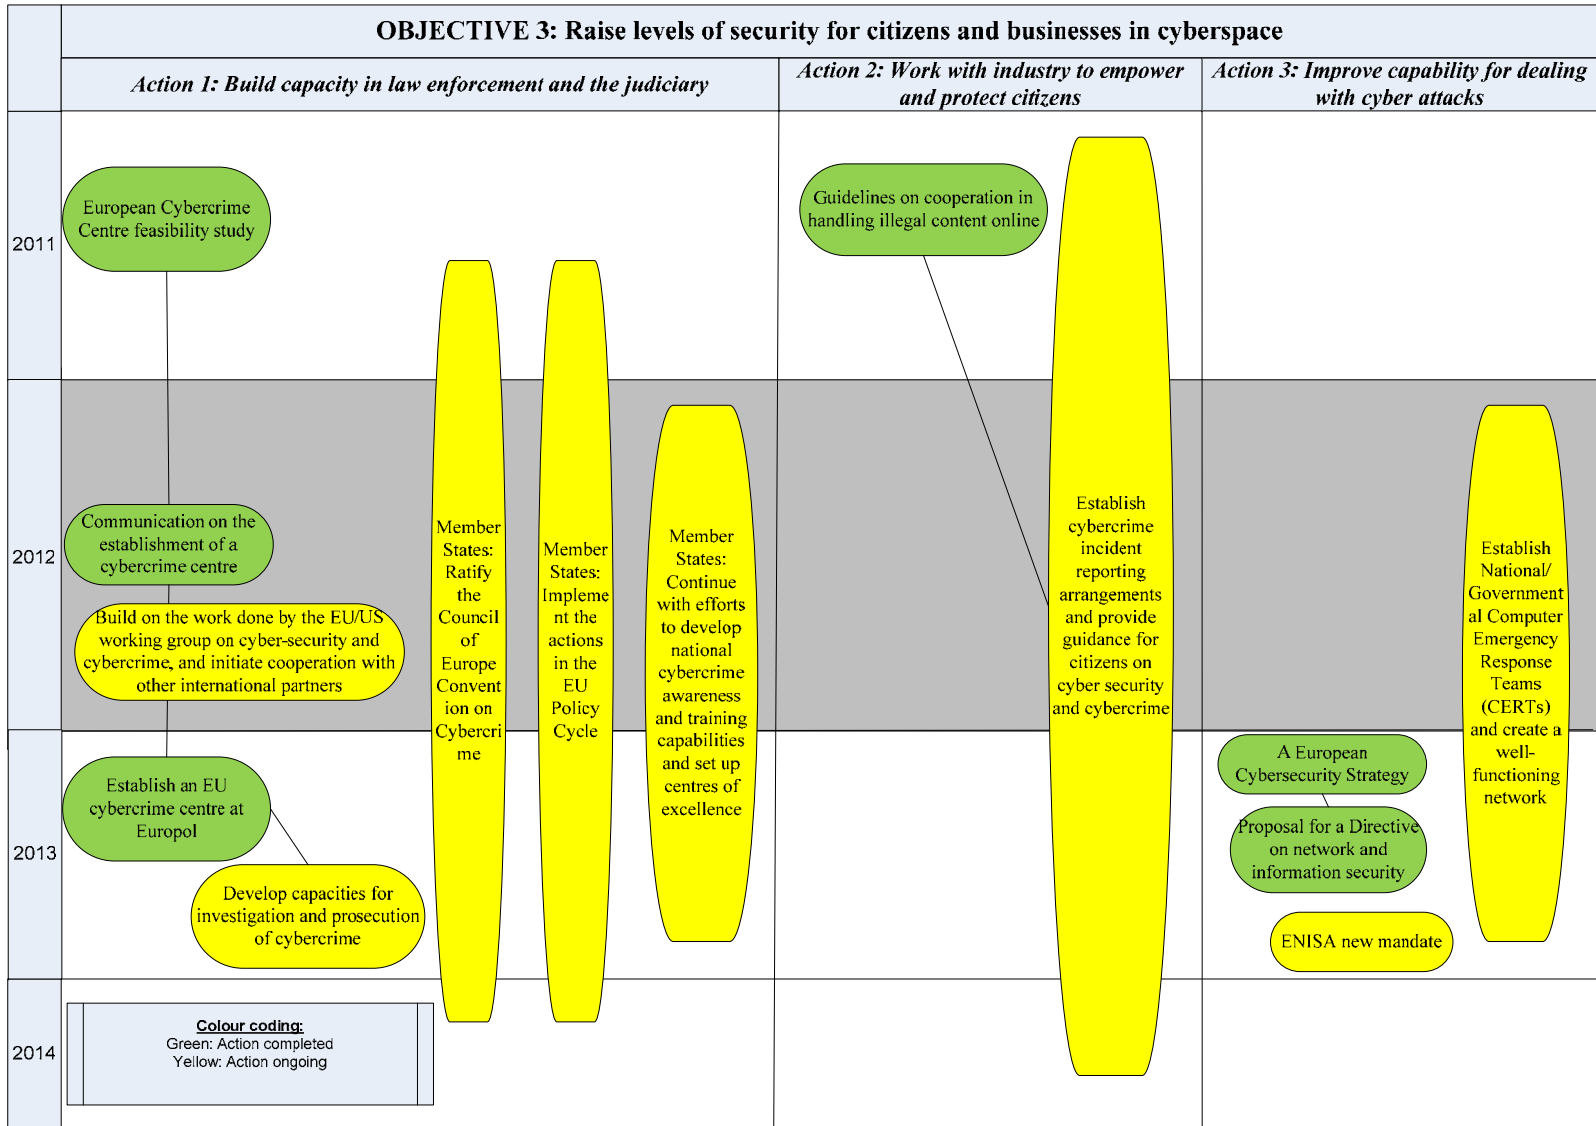 OBJECTIVE 3: Raise levels of security for citizens and businesses in cyberspace
Action 1: Build capacity in law enforcement and the judiciary
Action 2: Work with industry to empower
and protect citizens
Action 3: Improve capability for dealing
with cyber attacks
2011
European Cybercrime
Centre feasibility study
Guidelines on cooperation in
handling illegal content online
2012
Communication on the
establishment of a
cybercrime centre
Build on the work done by the EU/US
working group on cyber-security and
cybercrime, and initiate cooperation with
other international partners
Member
States:
Ratify
the
Council
of
Europe
Convent
ion on
Cybercri
me
Member
States:
Impleme
nt the
actions
in the
EU
Policy
Cycle
Member
States:
Continue
with efforts
to develop
national
cybercrime
awareness
and training
capabilities
and set up
centres of
excellence
Establish
cybercrime
incident
reporting
arrangements
and provide
guidance for
citizens on
cyber security
and cybercrime
Establish
National/
Government
al Computer
Emergency
Response
Teams
(CERTs)
and create a
well-
functioning
network
2013
Establish an EU
cybercrime centre at
Europol
Develop capacities for
investigation and prosecution
of cybercrime
A European
Cybersecurity Strategy
Proposal for a Directive
on network and
information security
ENISA new mandate
2014
Colour coding:
Green: Action completed
Yellow: Action ongoing